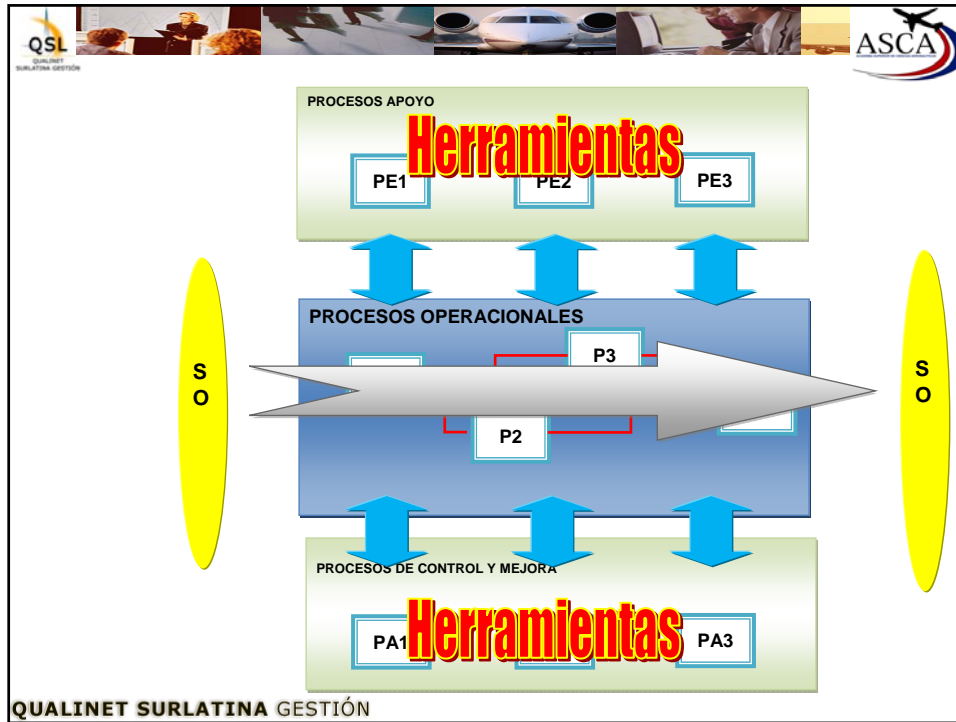 QSL
QUALINET
SURLATINA GESTIÓN
ASCA
PROCESOS APOYO
Herramientas
PE1
PE2
PE3
PROCESOS OPERACIONALES
P3
S
O
S
O
P2
PROCESOS DE CONTROL Y MEJORA
Herramientas
PA1
PA3
QUALINET SURLATINA GESTIÓN